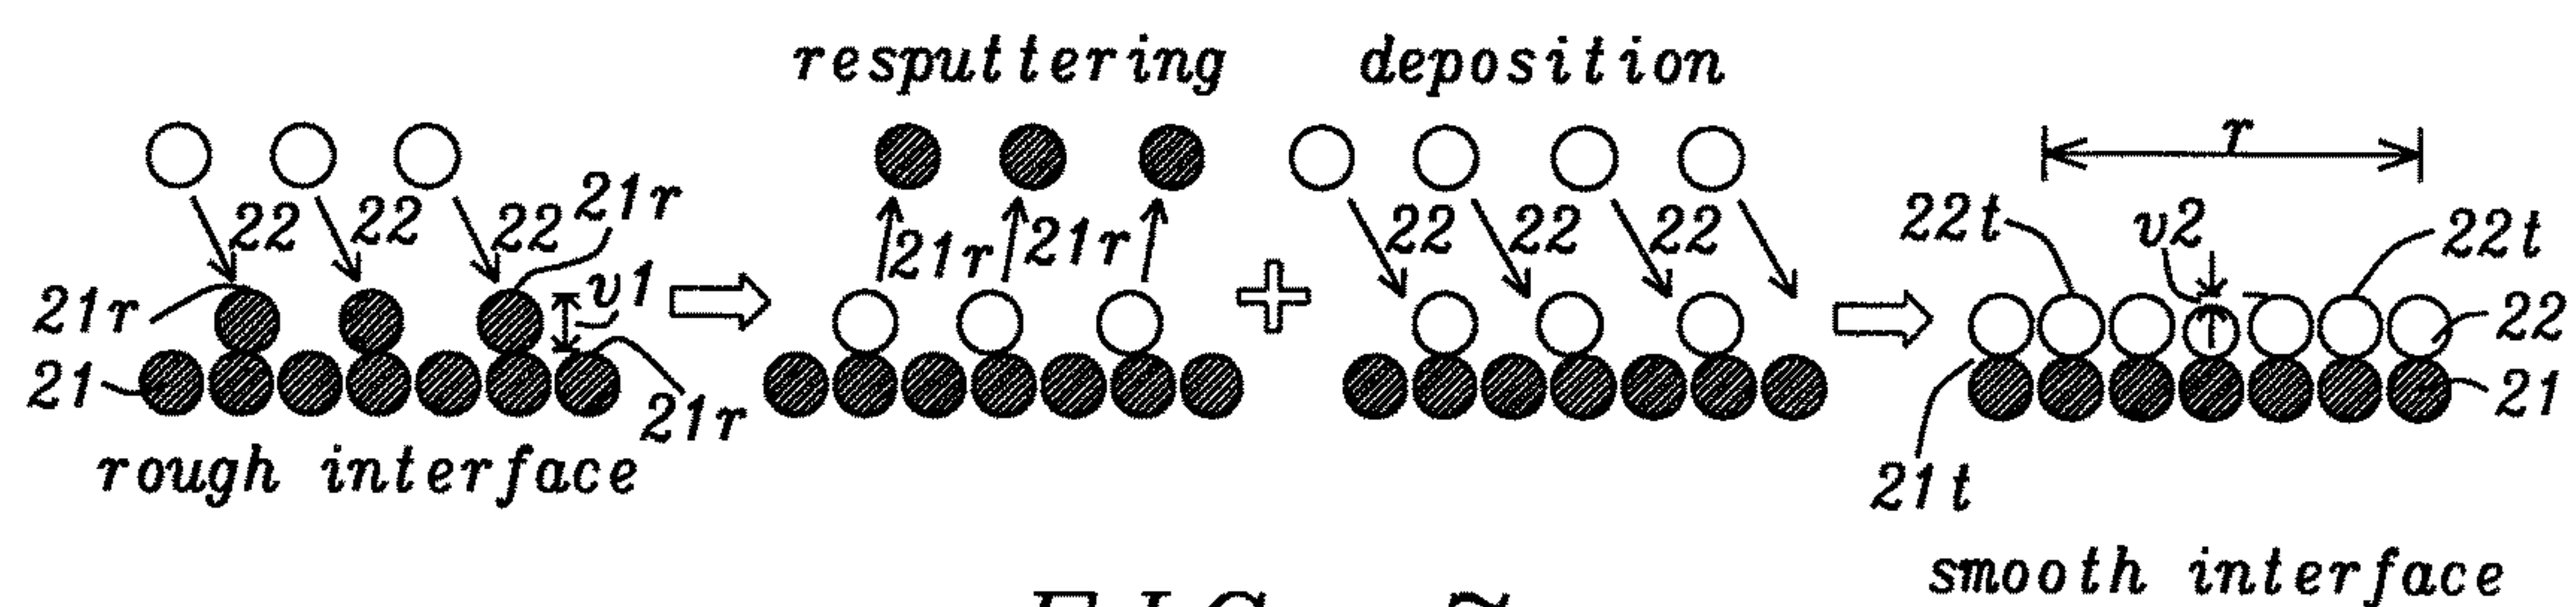 resputtering deposition
r
22 22 22 21r
21r 21r
22 22 22
22t v2 22t
21r v1
22
21 21r
21
21t
rough interface
smooth interface